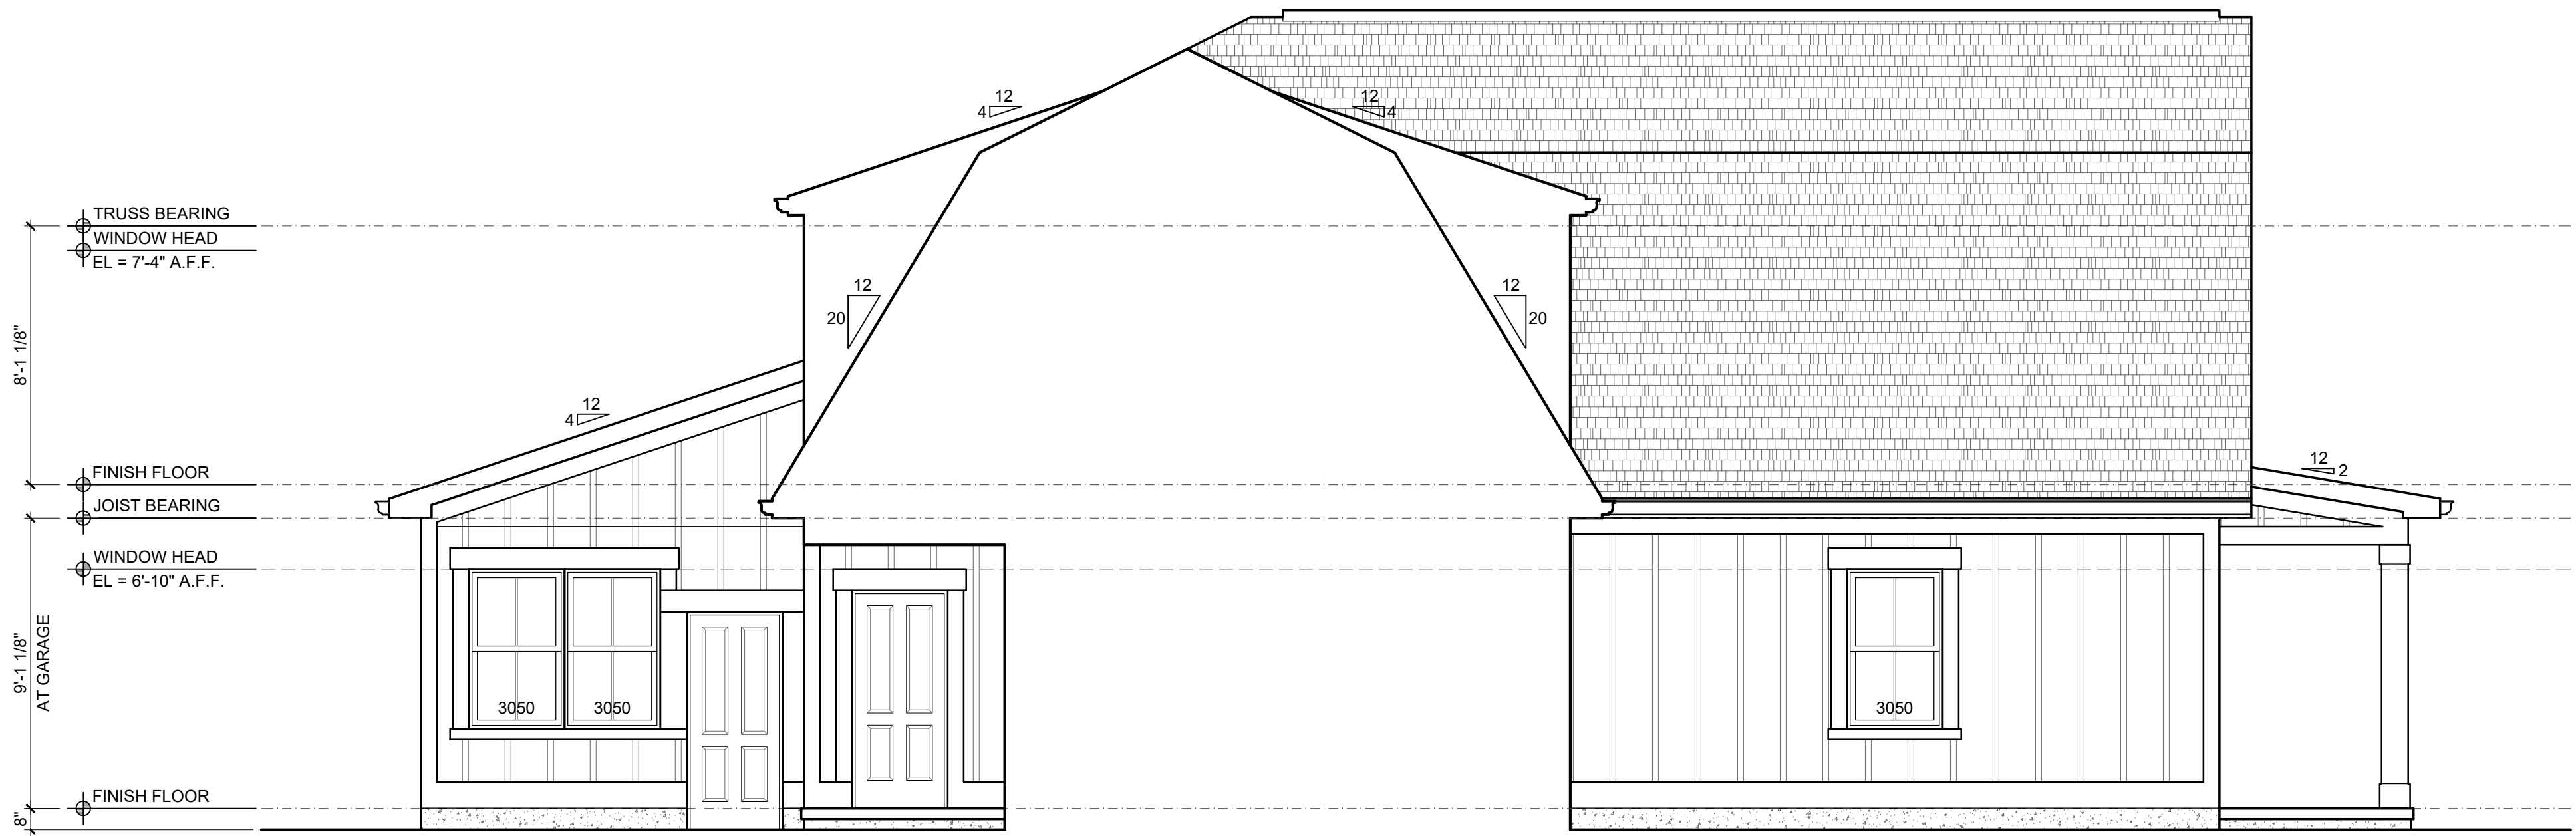 12
4
12
4
TRUSS BEARING
WINDOW HEAD
EL = 7'-4" A.F.F.
12
20
12
20
8'-1 1/8"
12
4
FINISH FLOOR
12
2
JOIST BEARING
WINDOW HEAD
EL = 6'-10" A.F.F.
9'-1 1/8"
AT GARAGE
3050
3050
3050
FINISH FLOOR
8"